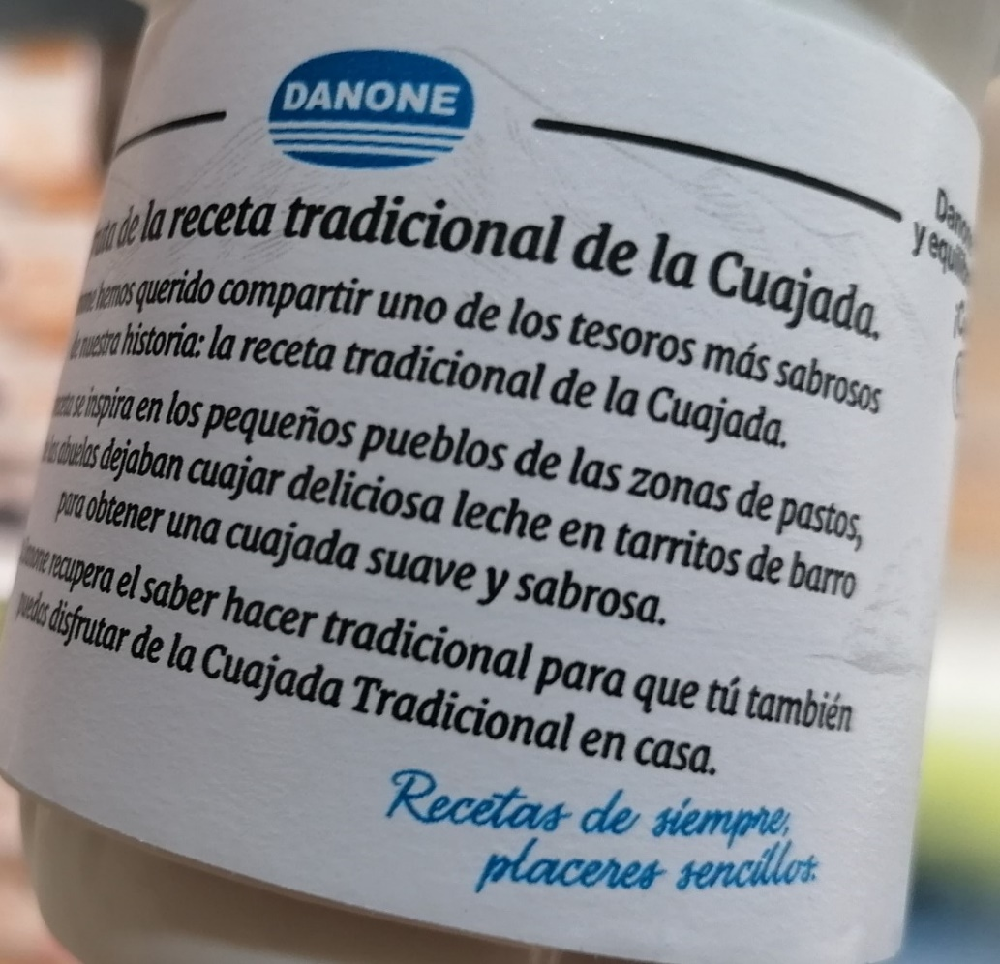 DANONE
de la receta tradicional de la Cuajada.
hemos querido compartir uno de los tesoros más sabrosos
de nuestra historia: la receta tradicional de la Cuajada.
se inspira en los pequeños pueblos de las zonas de pastos,
las abuelas dejaban cuajar deliciosa leche en tarritos de barro
para obtener una cuajada suave y sabrosa.
Danone recupera el saber hacer tradicional para que tú también
puedas disfrutar de la Cuajada Tradicional en casa.
Recetas de siempre,
placeres sencillos.
y